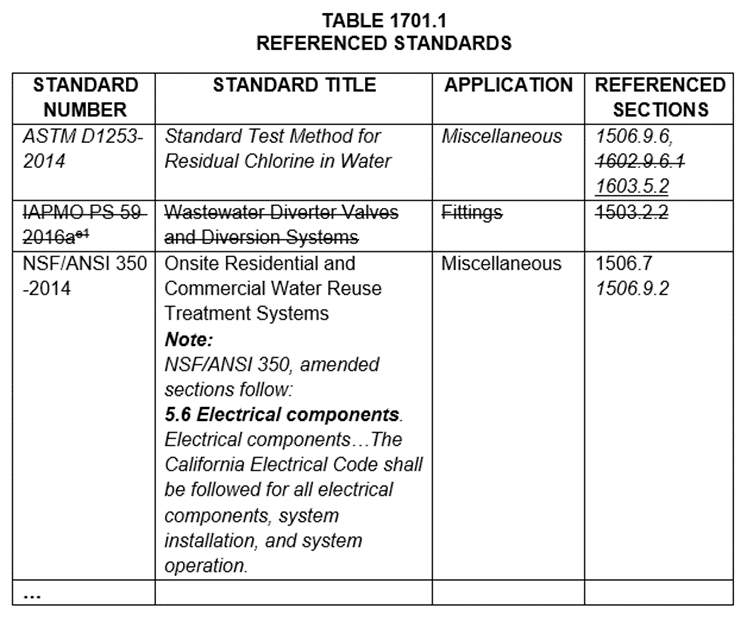 TABLE 1701.1
REFERENCED STANDARDS
STANDARD NUMBER STANDARD TITLE APPLICATION REFERENCED SECTIONS
ASTM D1253-
2014
Standard Test Method for
Residual Chlorine in Water
Miscellaneous
1506.9.6,
1602.9.6.1
1603.5.2
IAPMO PS 59-
2016ae1
Wastewater Diverter Valves
and Diversion Systems
Fittings
1503.2.2
NSF/ANSI 350
-2014
Onsite Residential and
Commercial Water Reuse
Treatment Systems
Note:
NSF/ANSI 350, amended
sections follow:
5.6 Electrical components.
Electrical components…The
California Electrical Code shall
be followed for all electrical
components, system
installation, and system
operation.
Miscellaneous
1506.7
1506.9.2
…